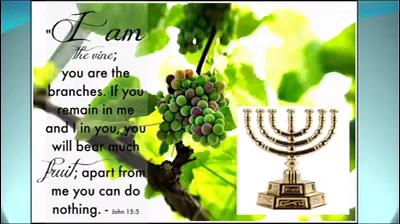 "I am
the vine;
you are the
branches. If you
remain in me
and I in you, you
will bear much
fruit; apart from
me you can do
nothing. - John 15:5